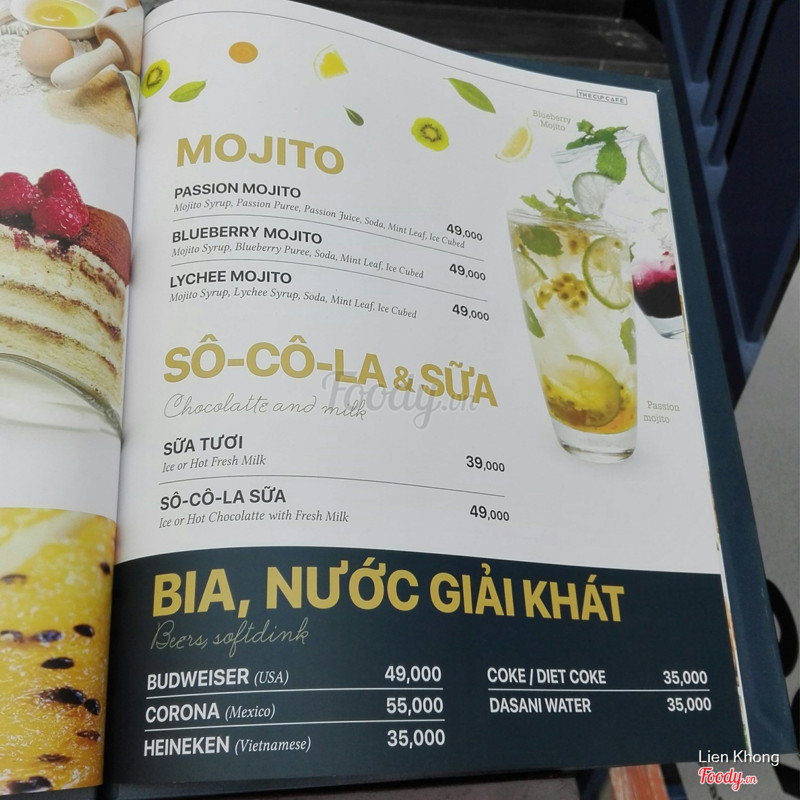 THE CUP CAFE
Blueberry
Mojito
MOJITO
PASSION MOJITO
Mojito Syrup, Passion Puree, Passion Juice, Soda, Mint Leaf, Ice Cubed
49,000
BLUEBERRY MOJITO
Mojito Syrup, Blueberry Puree, Soda, Mint Leaf, Ice Cubed
49,000
LYCHEE MOJITO
Mojito Syrup, Lychee Syrup, Soda, Mint Leaf, Ice Cubed
49,000
SÔ-CÔ-LA & SỮA
Chocolatte and milk
Foody.vn
Passion
mojito
SỮA TƯƠI
Ice or Hot Fresh Milk
39,000
SÔ-CÔ-LA SỮA
Ice or Hot Chocolatte with Fresh Milk
49,000
BIA, NƯỚC GIẢI KHÁT
Beers, softdink
BUDWEISER (USA) 49,000
CORONA (Mexico) 55,000
HEINEKEN (Vietnamese) 35,000
COKE / DIET COKE 35,000
DASANI WATER 35,000
Lien Khong
Foody.vn